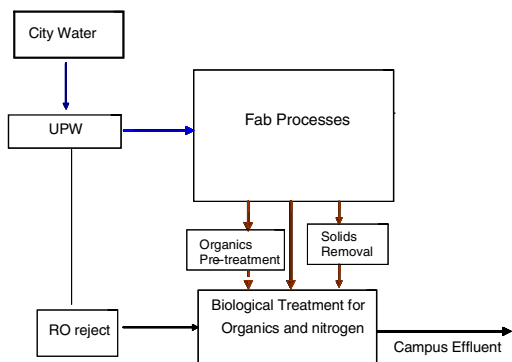 City Water
UPW
Fab Processes
Organics
Pre-treatment
Solids
Removal
Biological Treatment for
Organics and nitrogen
RO reject
Campus Effluent